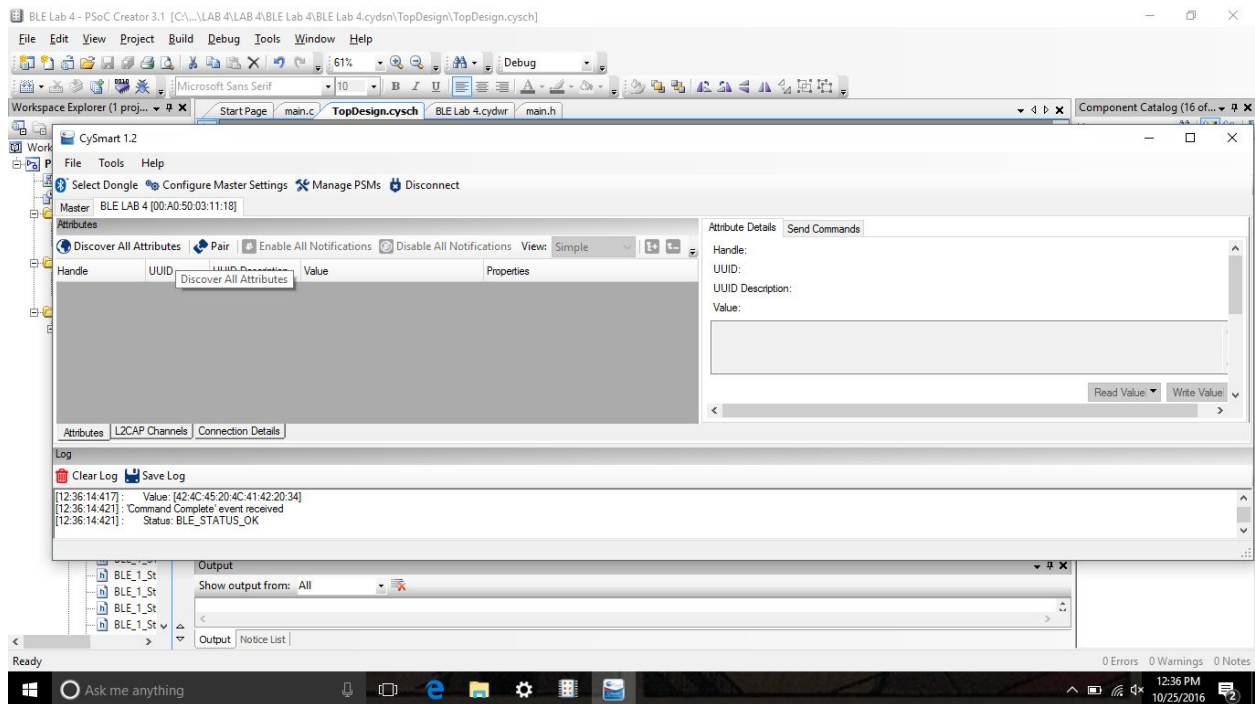 BLE Lab 4 - PSoC Creator 3.1 [C:\...\LAB 4\LAB 4\BLE Lab 4\BLE Lab 4.cydsn\TopDesign\TopDesign.cysch]
File Edit View Project Build Debug Tools Window Help
61% Debug
Microsoft Sans Serif 10 B I U A
Workspace Explorer (1 proj... Start Page main.c TopDesign.cysch BLE Lab 4.cydwr main.h Component Catalog (16 of...
Work
CySmart 1.2
P
File Tools Help
Select Dongle Configure Master Settings Manage PSMs Disconnect
Master BLE LAB 4 [00:A0:50:03:11:18]
Attributes
Attribute Details Send Commands
Discover All Attributes Pair Enable All Notifications Disable All Notifications View: Simple
Handle:
Handle UUID UUID Description Value Properties
UUID:
Discover All Attributes
UUID Description:
Value:
Read Value Write Value
Attributes L2CAP Channels Connection Details
Log
Clear Log Save Log
[12:36:14:417] : Value: [42:4C:45:20:4C:41:42:20:34]
[12:36:14:421] : 'Command Complete' event received
[12:36:14:421] : Status: BLE_STATUS_OK
Output
BLE_1_St
Show output from: All
BLE_1_St
BLE_1_St
BLE_1_St
Output Notice List
Ready 0 Errors 0 Warnings 0 Notes
Ask me anything
12:36 PM
10/25/2016
2